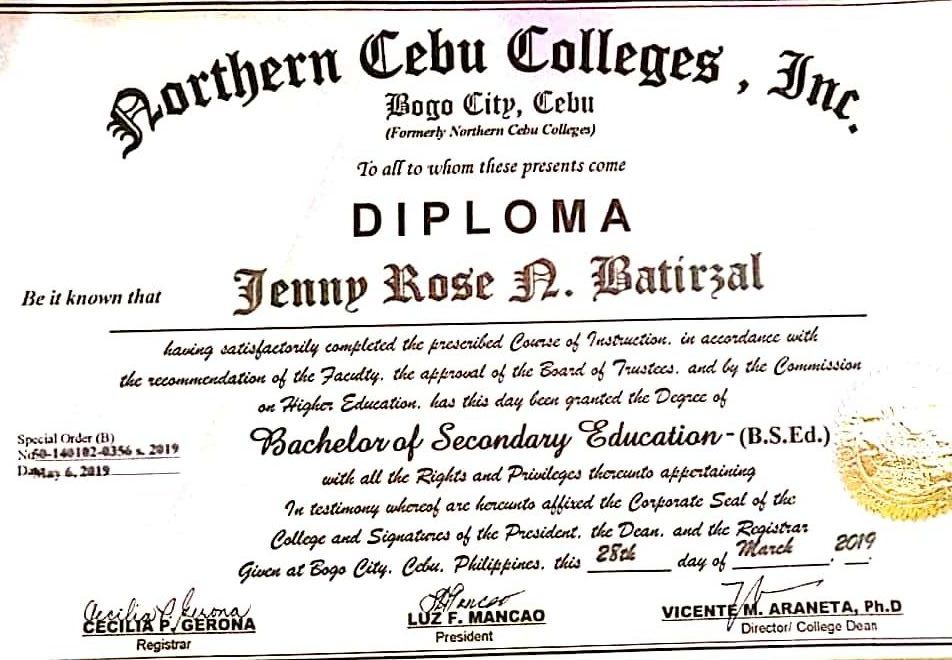 Northern Cebu Colleges, Inc.
Bogo City, Cebu
(Formerly Northern Cebu Colleges)
To all to whom these presents come
DIPLOMA
Be it known that Jenny Rose N. Batirzal
having satisfactorily completed the prescribed Course of Instruction, in accordance with
the recommendation of the Faculty, the approval of the Board of Trustees, and by the Commission
on Higher Education, has this day been granted the Degree of
Special Order (B)
No. 50-140102-0356 s. 2019
Date May 6, 2019
Bachelor of Secondary Education - (B.S.Ed.)
with all the Rights and Privileges thereunto appertaining
In testimony whereof are hereunto affixed the Corporate Seal of the
College and Signatures of the President, the Dean, and the Registrar
Given at Bogo City, Cebu, Philippines, this 28th day of March, 2019.
Cecilia P. Gerona
CECILIA P. GERONA
Registrar
LUZ F. MANCAO
President
VICENTE M. ARANETA, Ph.D
Director/ College Dean